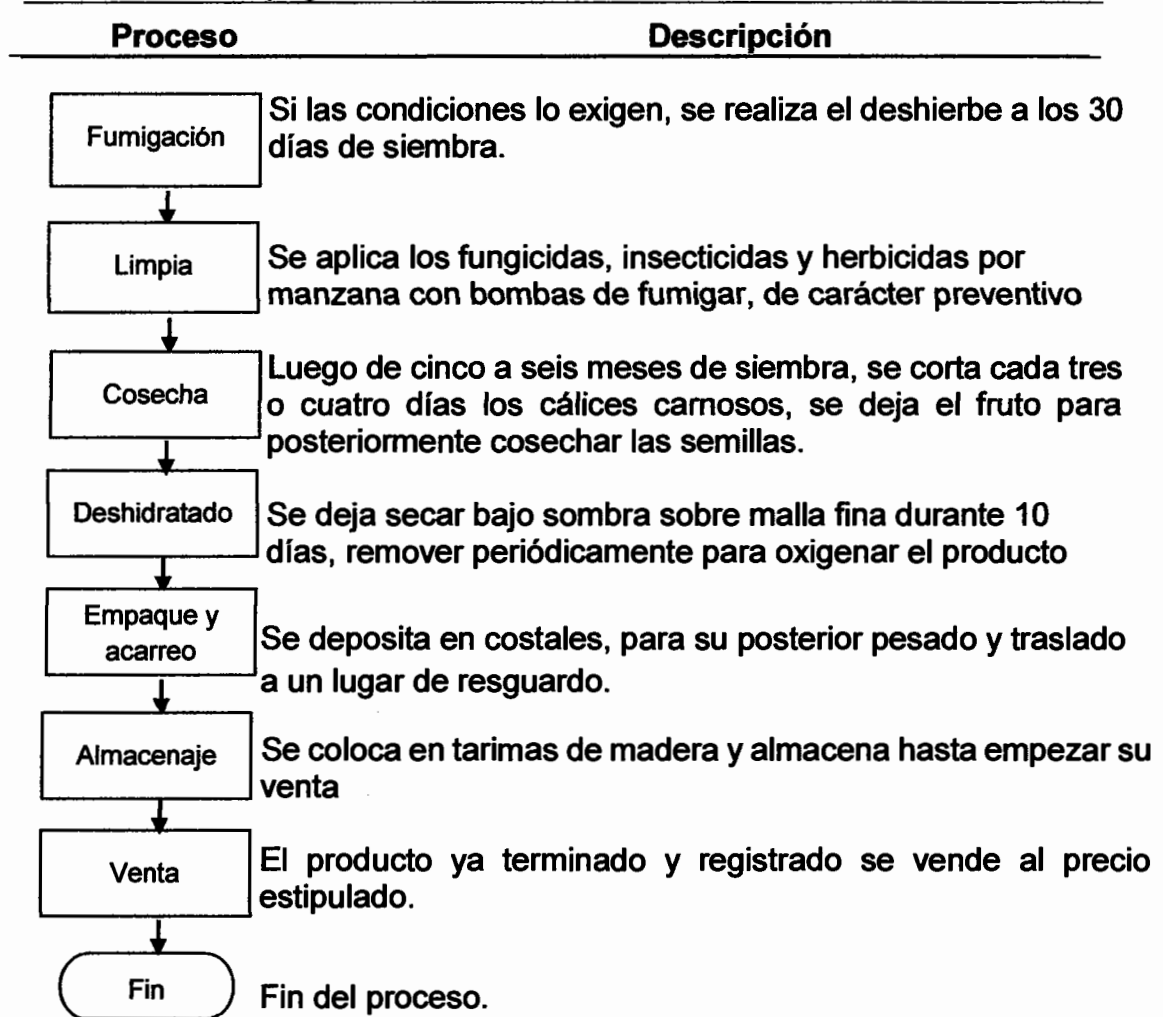 Proceso Descripción
Fumigación
Si las condiciones lo exigen, se realiza el deshierbe a los 30
días de siembra.
Limpia
Se aplica los fungicidas, insecticidas y herbicidas por
manzana con bombas de fumigar, de carácter preventivo
Cosecha
Luego de cinco a seis meses de siembra, se corta cada tres
o cuatro días los cálices carnosos, se deja el fruto para
posteriormente cosechar las semillas.
Deshidratado
Se deja secar bajo sombra sobre malla fina durante 10
días, remover periódicamente para oxigenar el producto
Empaque y
acarreo
Se deposita en costales, para su posterior pesado y traslado
a un lugar de resguardo.
Almacenaje
Se coloca en tarimas de madera y almacena hasta empezar su
venta
Venta
El producto ya terminado y registrado se vende al precio
estipulado.
Fin
Fin del proceso.